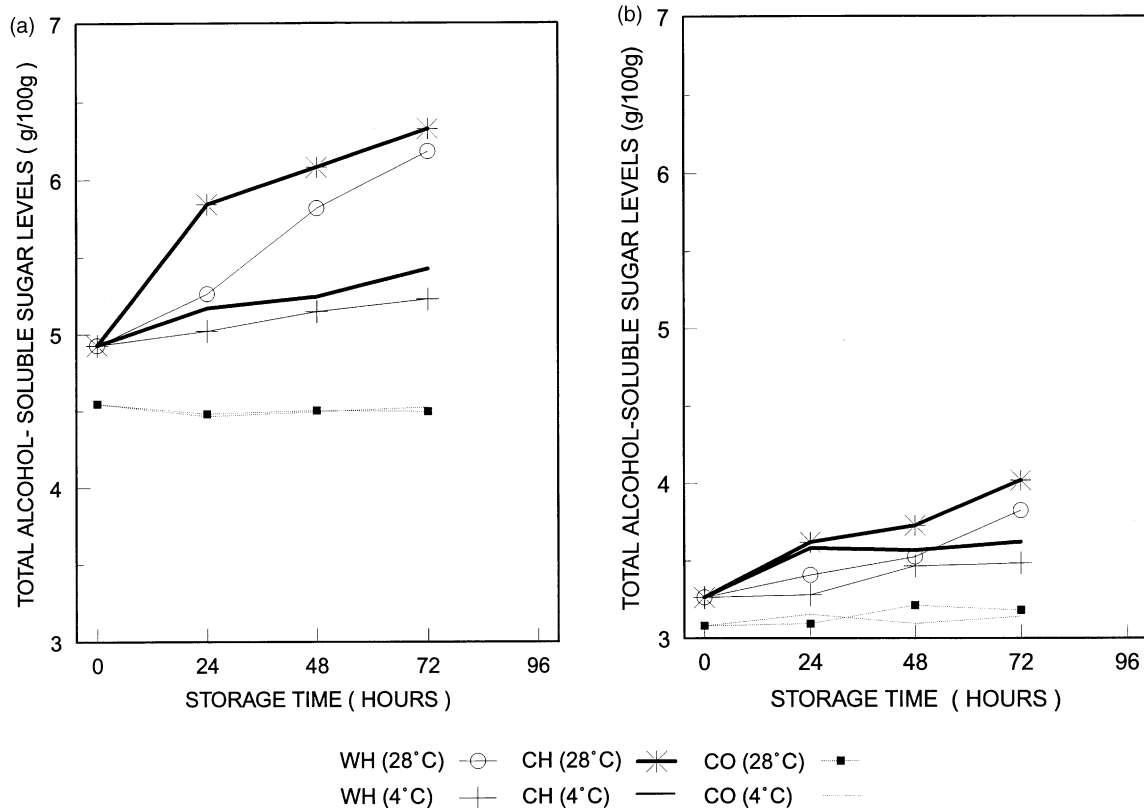 (a)
TOTAL ALCOHOL- SOLUBLE SUGAR LEVELS ( g/100g )
7
6
5
4
3
0 24 48 72 96
STORAGE TIME ( HOURS )
(b)
TOTAL ALCOHOL-SOLUBLE SUGAR LEVELS (g/100g)
7
6
5
4
3
0 24 48 72 96
STORAGE TIME ( HOURS )
WH (28°C) CH (28°C) CO (28°C)
WH (4°C) CH (4°C) CO (4°C)